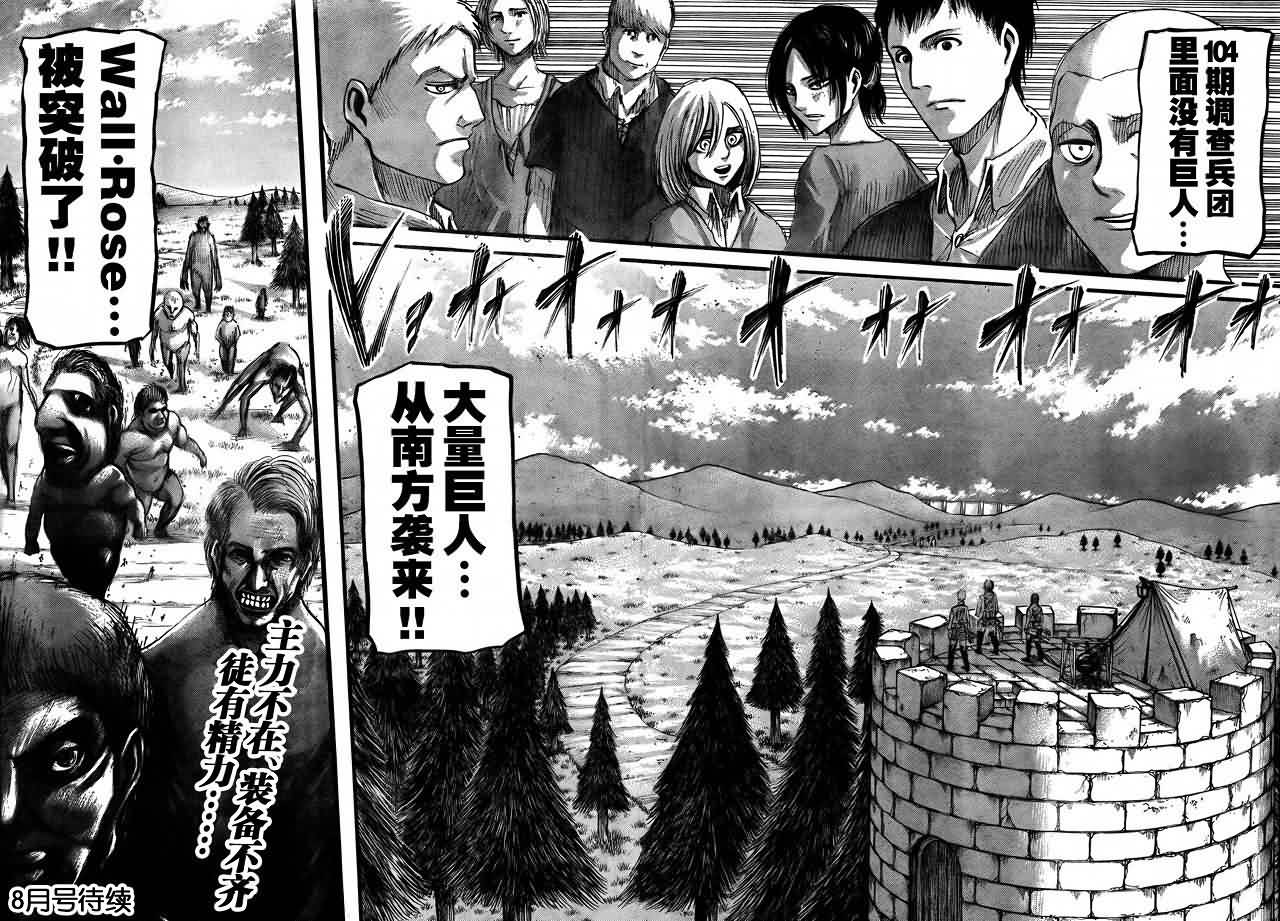 104期调查兵团
里面没有巨人…
大量巨人…
从南方袭来!!
Wall·Rose…
被突破了!!
主力不在、装备不齐
徒有精力……
8月号待续